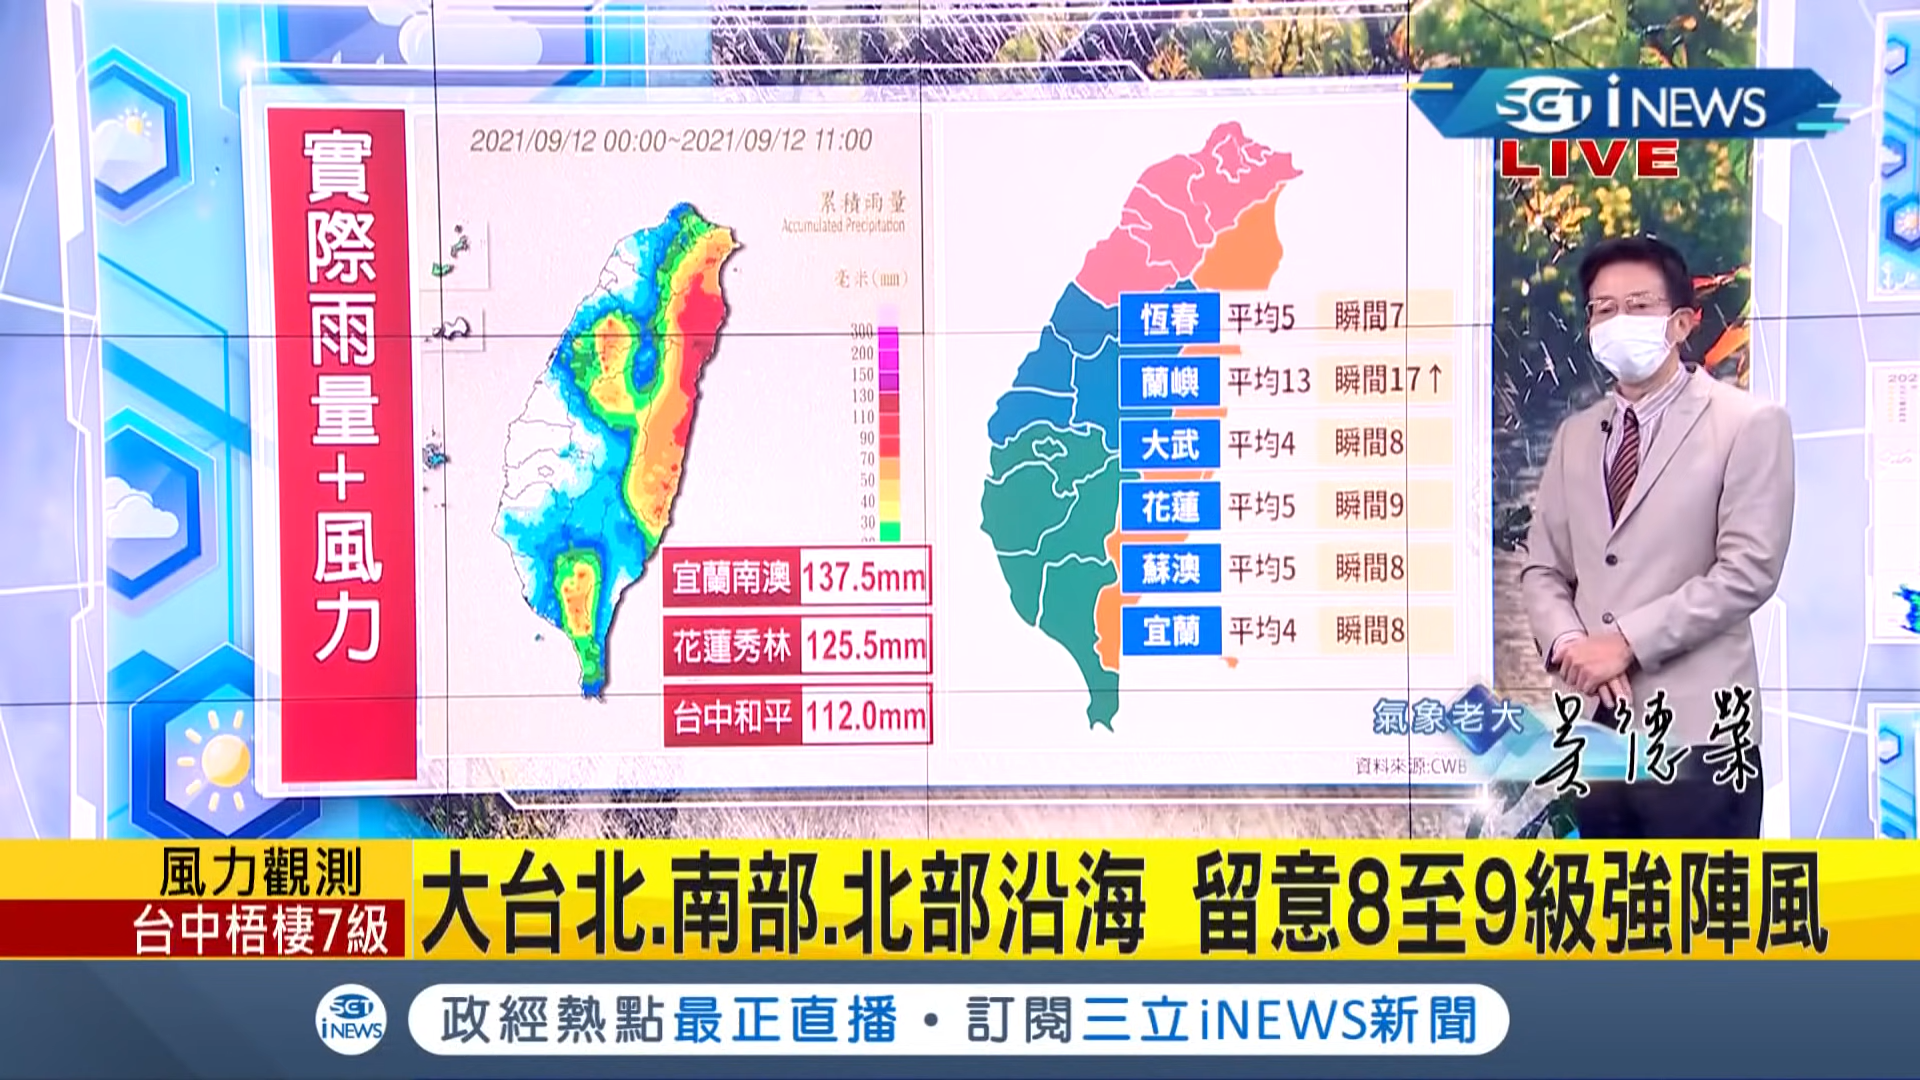 SET iNEWS
LIVE
實際雨量+風力
2021/09/12 00:00~2021/09/12 11:00
累積雨量
Accumulated Precipitation
毫米(mm)
300
200
150
130
110
90
70
50
40
30
宜蘭南澳 137.5mm
花蓮秀林 125.5mm
台中和平 112.0mm
恆春 平均5 瞬間7
蘭嶼 平均13 瞬間17↑
大武 平均4 瞬間8
花蓮 平均5 瞬間9
蘇澳 平均5 瞬間8
宜蘭 平均4 瞬間8
氣象老大 吳德榮
資料來源:CWB
風力觀測
台中梧棲7級
大台北.南部.北部沿海 留意8至9級強陣風
SET iNEWS
政經熱點最正直播・訂閱三立iNEWS新聞